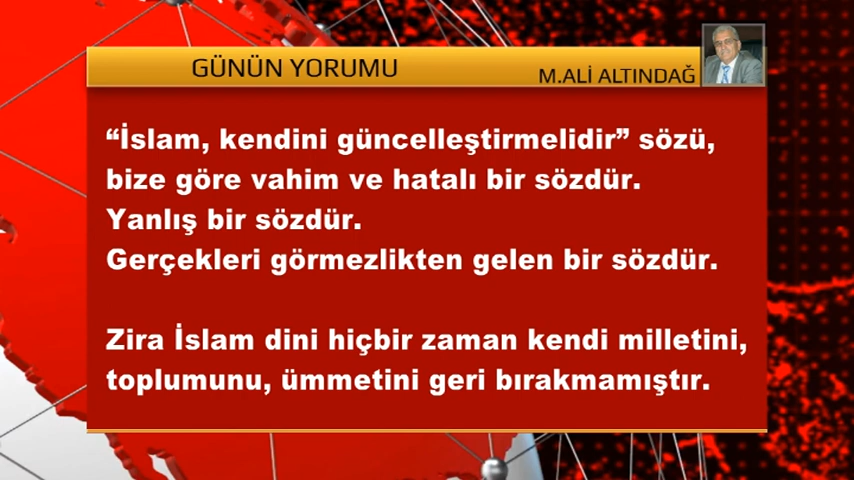 GÜNÜN YORUMU
M.ALİ ALTINDAĞ
“İslam, kendini güncelleştirmelidir” sözü,
bize göre vahim ve hatalı bir sözdür.
Yanlış bir sözdür.
Gerçekleri görmezlikten gelen bir sözdür.
Zira İslam dini hiçbir zaman kendi milletini,
toplumunu, ümmetini geri bırakmamıştır.